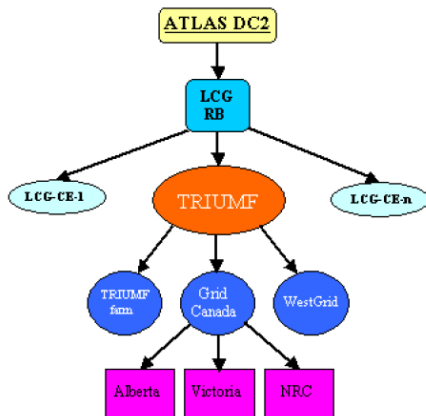 ATLAS DC2
LCG
RB
LCG-CE-1
TRIUMF
LCG-CE-n
TRIUMF
farm
Grid
Canada
WestGrid
Alberta
Victoria
NRC